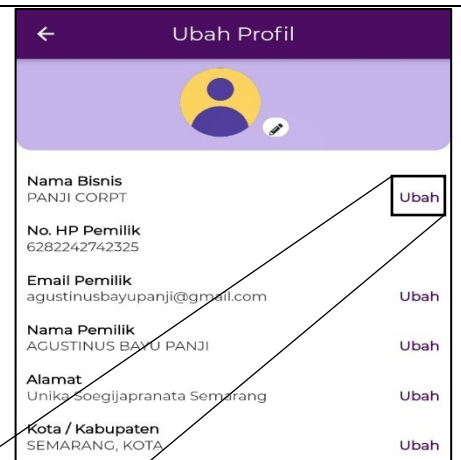 Ubah Profil
Nama Bisnis
PANJI CORPT
Ubah
No. HP Pemilik
6282242742325
Email Pemilik
agustinusbayupanji@gmail.com
Ubah
Nama Pemilik
AGUSTINUS BAYU PANJI
Ubah
Alamat
Unika Soegijapranata Semarang
Ubah
Kota / Kabupaten
SEMARANG, KOTA
Ubah